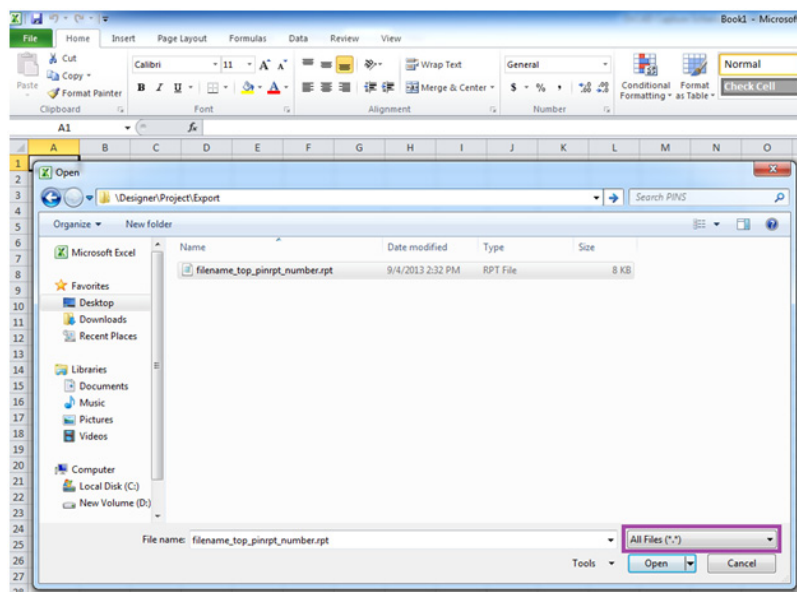 Book1 - Microsoft
File Home Insert Page Layout Formulas Data Review View
Cut
Copy
Format Painter
Paste
Calibri 11 A A
B I U A
Wrap Text
Merge & Center
General
$ % ,
Conditional Formatting
Format as Table
Normal
Check Cell
Clipboard Font Alignment Number
A1 fx
A B C D E F G H I J K L M N O
1
2
3
4
5
6
7
8
9
10
11
12
13
14
15
16
17
18
19
20
21
22
23
24
25
26
27
28
Open
\Designer\Project\Export
Search PINS
Organize New folder
Name Date modified Type Size
filename_top_pinrpt_number.rpt 9/4/2013 2:32 PM RPT File 8 KB
Microsoft Excel
Favorites
Desktop
Downloads
Recent Places
Libraries
Documents
Music
Pictures
Videos
Computer
Local Disk (C:)
New Volume (D:)
File name: filename_top_pinrpt_number.rpt All Files (*.*)
Tools Open Cancel